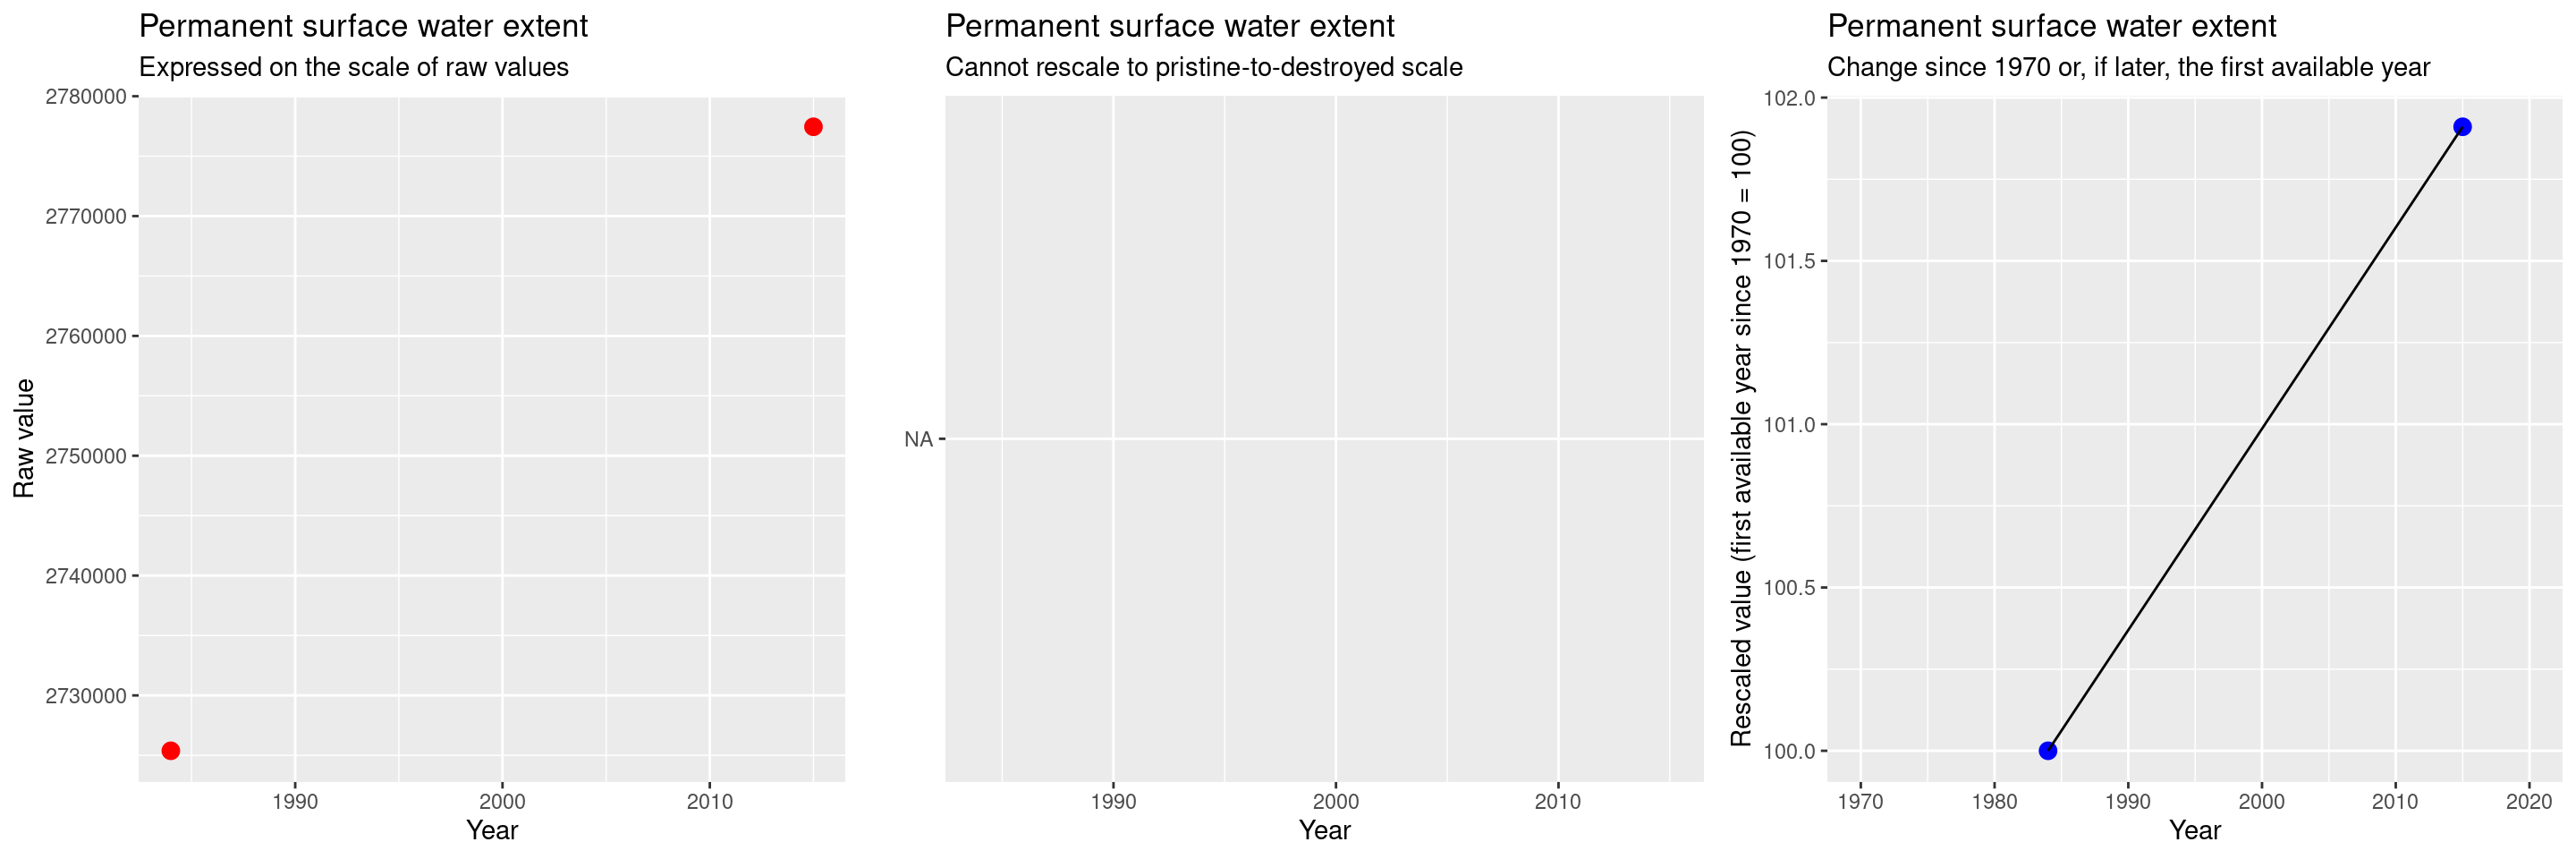 Permanent surface water extent
Expressed on the scale of raw values
2780000
2770000
2760000
2750000
2740000
2730000
Raw value
1990 2000 2010
Year
Permanent surface water extent
Cannot rescale to pristine-to-destroyed scale
NA
1990 2000 2010
Year
Permanent surface water extent
Change since 1970 or, if later, the first available year
102.0
101.5
101.0
100.5
100.0
Rescaled value (first available year since 1970 = 100)
1970 1980 1990 2000 2010 2020
Year